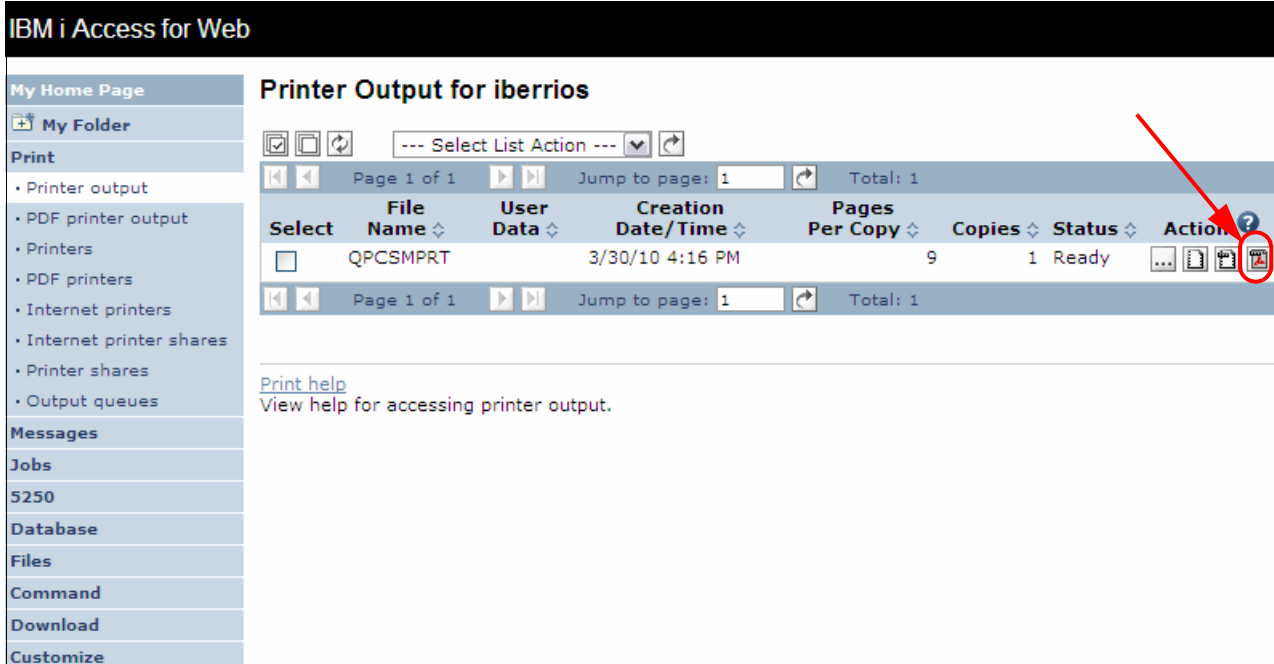 IBM i Access for Web
My Home Page
My Folder
Print
• Printer output
• PDF printer output
• Printers
• PDF printers
• Internet printers
• Internet printer shares
• Printer shares
• Output queues
Messages
Jobs
5250
Database
Files
Command
Download
Customize
Printer Output for iberrios
--- Select List Action ---
Page 1 of 1 Jump to page: 1 Total: 1
Select File Name User Data Creation Date/Time Pages Per Copy Copies Status Action ?
QPCSMPRT 3/30/10 4:16 PM 9 1 Ready ...
Page 1 of 1 Jump to page: 1 Total: 1
Print help
View help for accessing printer output.